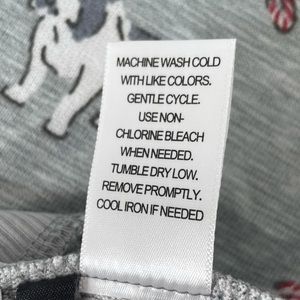 MACHINE WASH COLD
WITH LIKE COLORS.
GENTLE CYCLE.
USE NON-
CHLORINE BLEACH
WHEN NEEDED.
TUMBLE DRY LOW.
REMOVE PROMPTLY.
COOL IRON IF NEEDED